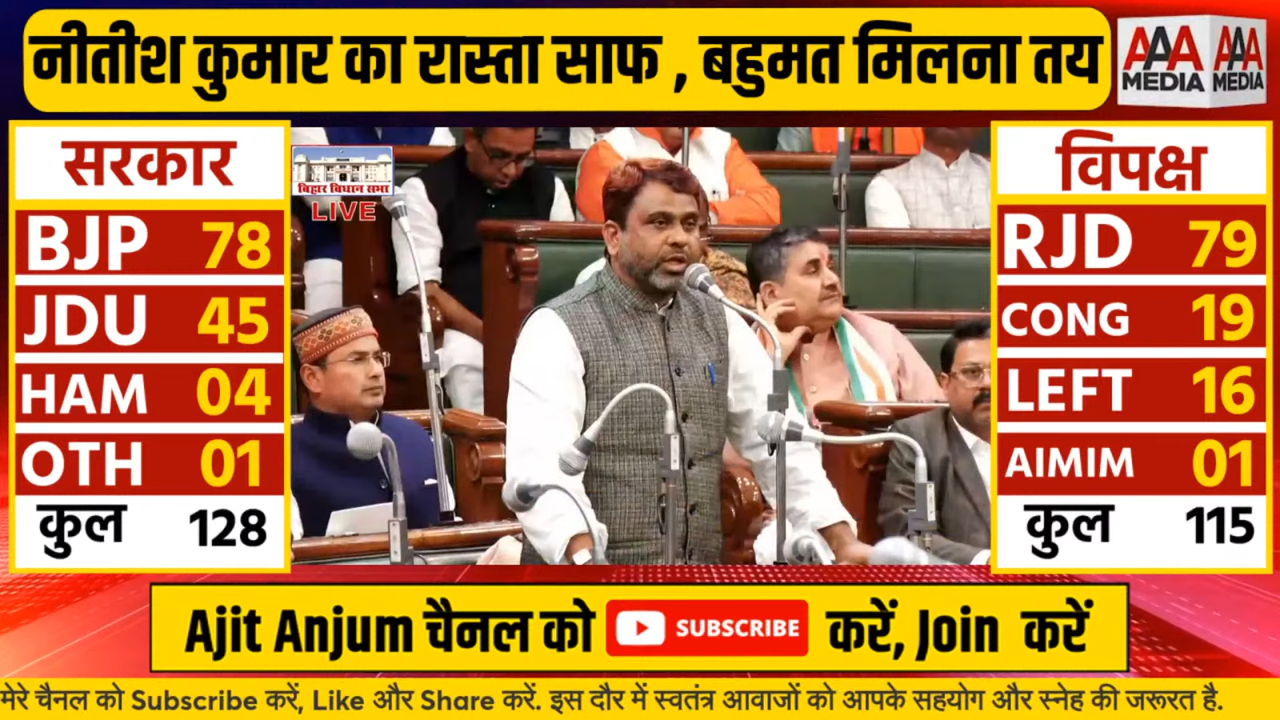 नीतीश कुमार का रास्ता साफ , बहुमत मिलना तय
AAA MEDIA
AAA MEDIA
सरकार
BJP 78
JDU 45
HAM 04
OTH 01
कुल 128
बिहार विधान सभा
LIVE
विपक्ष
RJD 79
CONG 19
LEFT 16
AIMIM 01
कुल 115
Ajit Anjum चैनल को SUBSCRIBE करें, Join करें
मेरे चैनल को Subscribe करें, Like और Share करें. इस दौर में स्वतंत्र आवाजों को आपके सहयोग और स्नेह की जरूरत है.